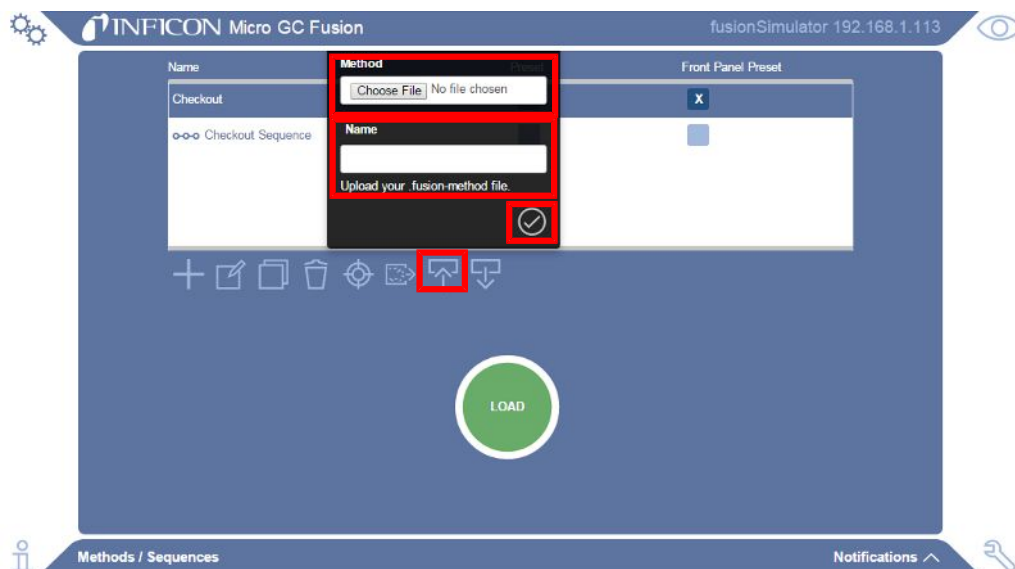 INFICON Micro GC Fusion
fusionSimulator 192.168.1.113
Name
Method
Preset
Front Panel Preset
Choose File No file chosen
Checkout
X
Checkout Sequence
Name
Upload your .fusion-method file.
LOAD
Methods / Sequences
Notifications